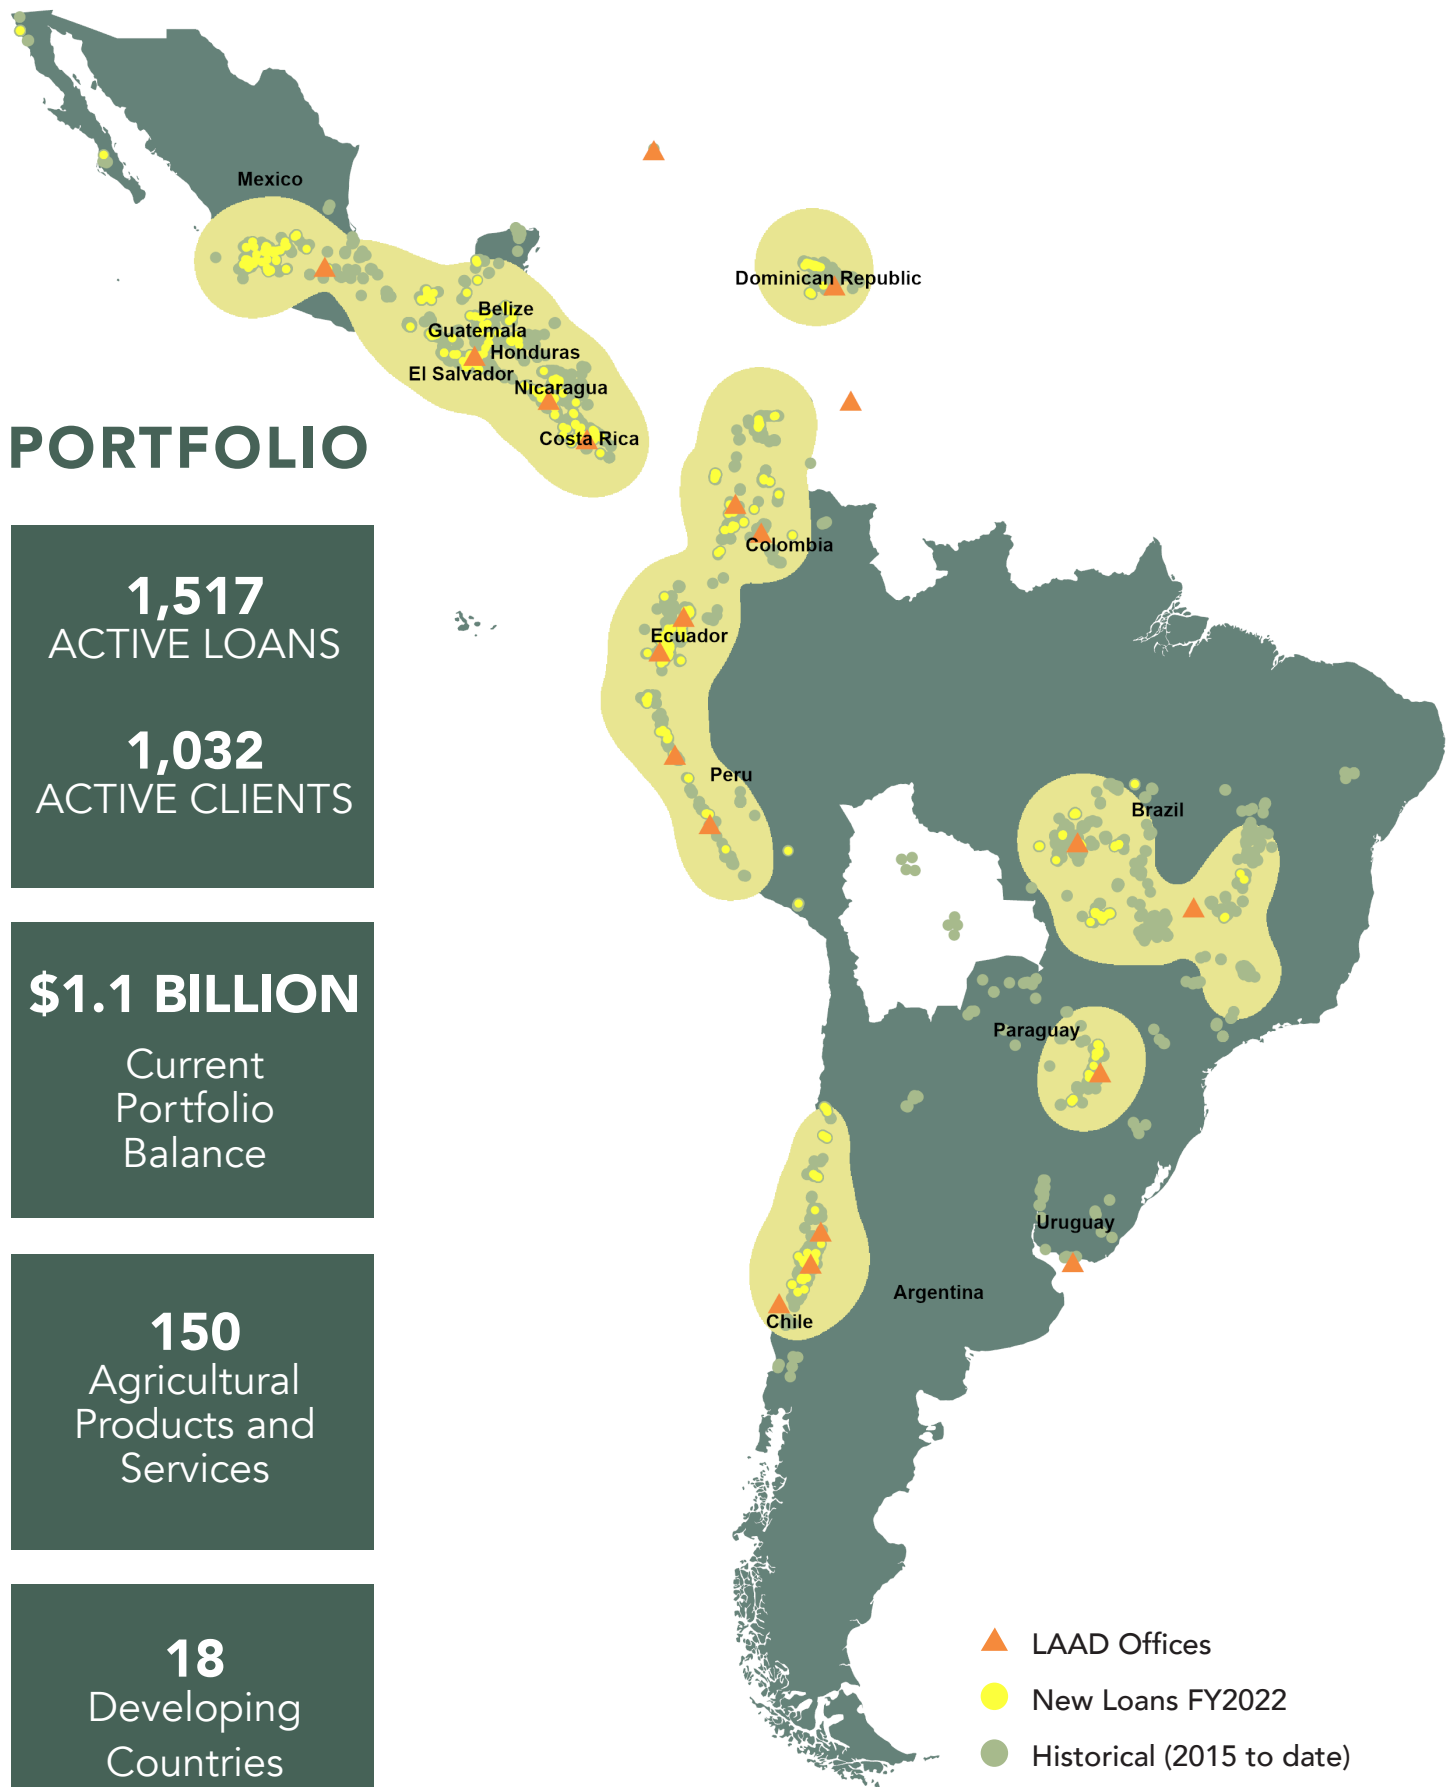 Mexico
Dominican Republic
Belize
Guatemala
Honduras
El Salvador
Nicaragua
Costa Rica
PORTFOLIO
1,517
ACTIVE LOANS
1,032
ACTIVE CLIENTS
$1.1 BILLION
Current
Portfolio
Balance
150
Agricultural
Products and
Services
18
Developing
Countries
Colombia
Ecuador
Peru
Brazil
Paraguay
Uruguay
Argentina
Chile
LAAD Offices
New Loans FY2022
Historical (2015 to date)